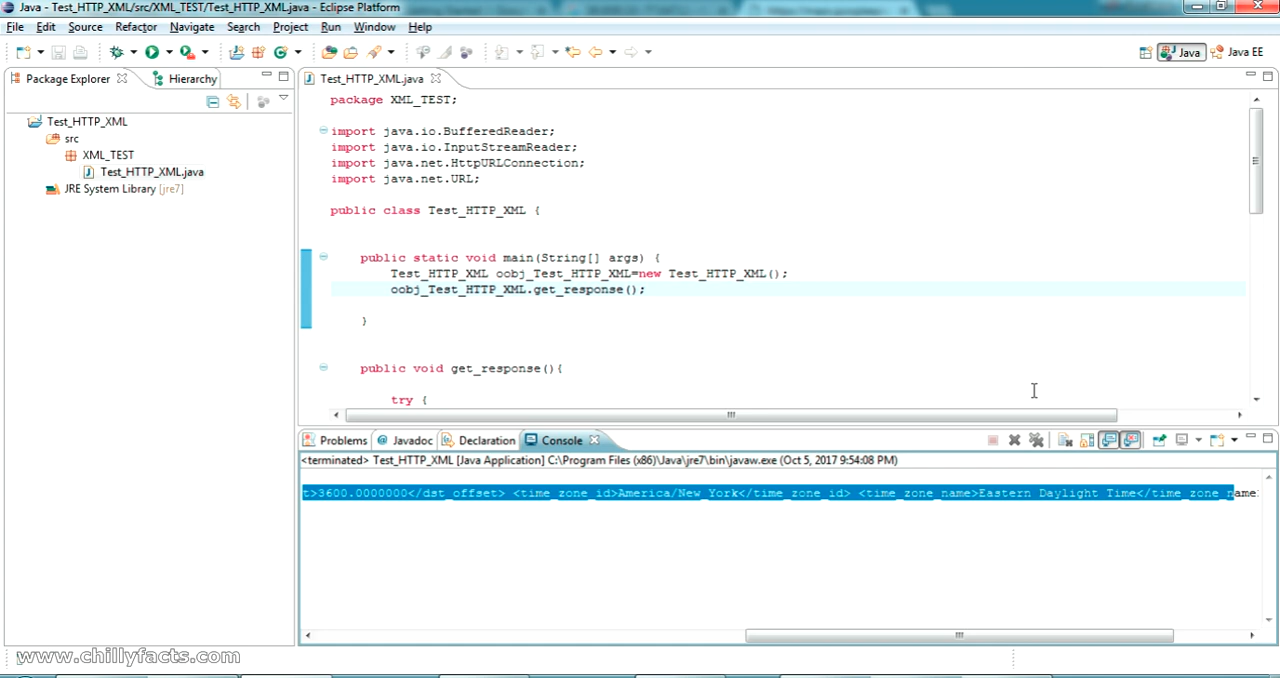 Java - Test_HTTP_XML/src/XML_TEST/Test_HTTP_XML.java - Eclipse Platform
File Edit Source Refactor Navigate Search Project Run Window Help
Java Java EE
Package Explorer Hierarchy
Test_HTTP_XML
src
XML_TEST
Test_HTTP_XML.java
JRE System Library [jre7]
Test_HTTP_XML.java
package XML_TEST;
import java.io.BufferedReader;
import java.io.InputStreamReader;
import java.net.HttpURLConnection;
import java.net.URL;
public class Test_HTTP_XML {
public static void main(String[] args) {
Test_HTTP_XML oobj_Test_HTTP_XML=new Test_HTTP_XML();
oobj_Test_HTTP_XML.get_response();
}
public void get_response(){
try {
Problems Javadoc Declaration Console
<terminated> Test_HTTP_XML [Java Application] C:\Program Files (x86)\Java\jre7\bin\javaw.exe (Oct 5, 2017 9:54:08 PM)
t>3600.0000000</dst_offset> <time_zone_id>America/New_York</time_zone_id> <time_zone_name>Eastern Daylight Time</time_zone_name>
www.chillyfacts.com